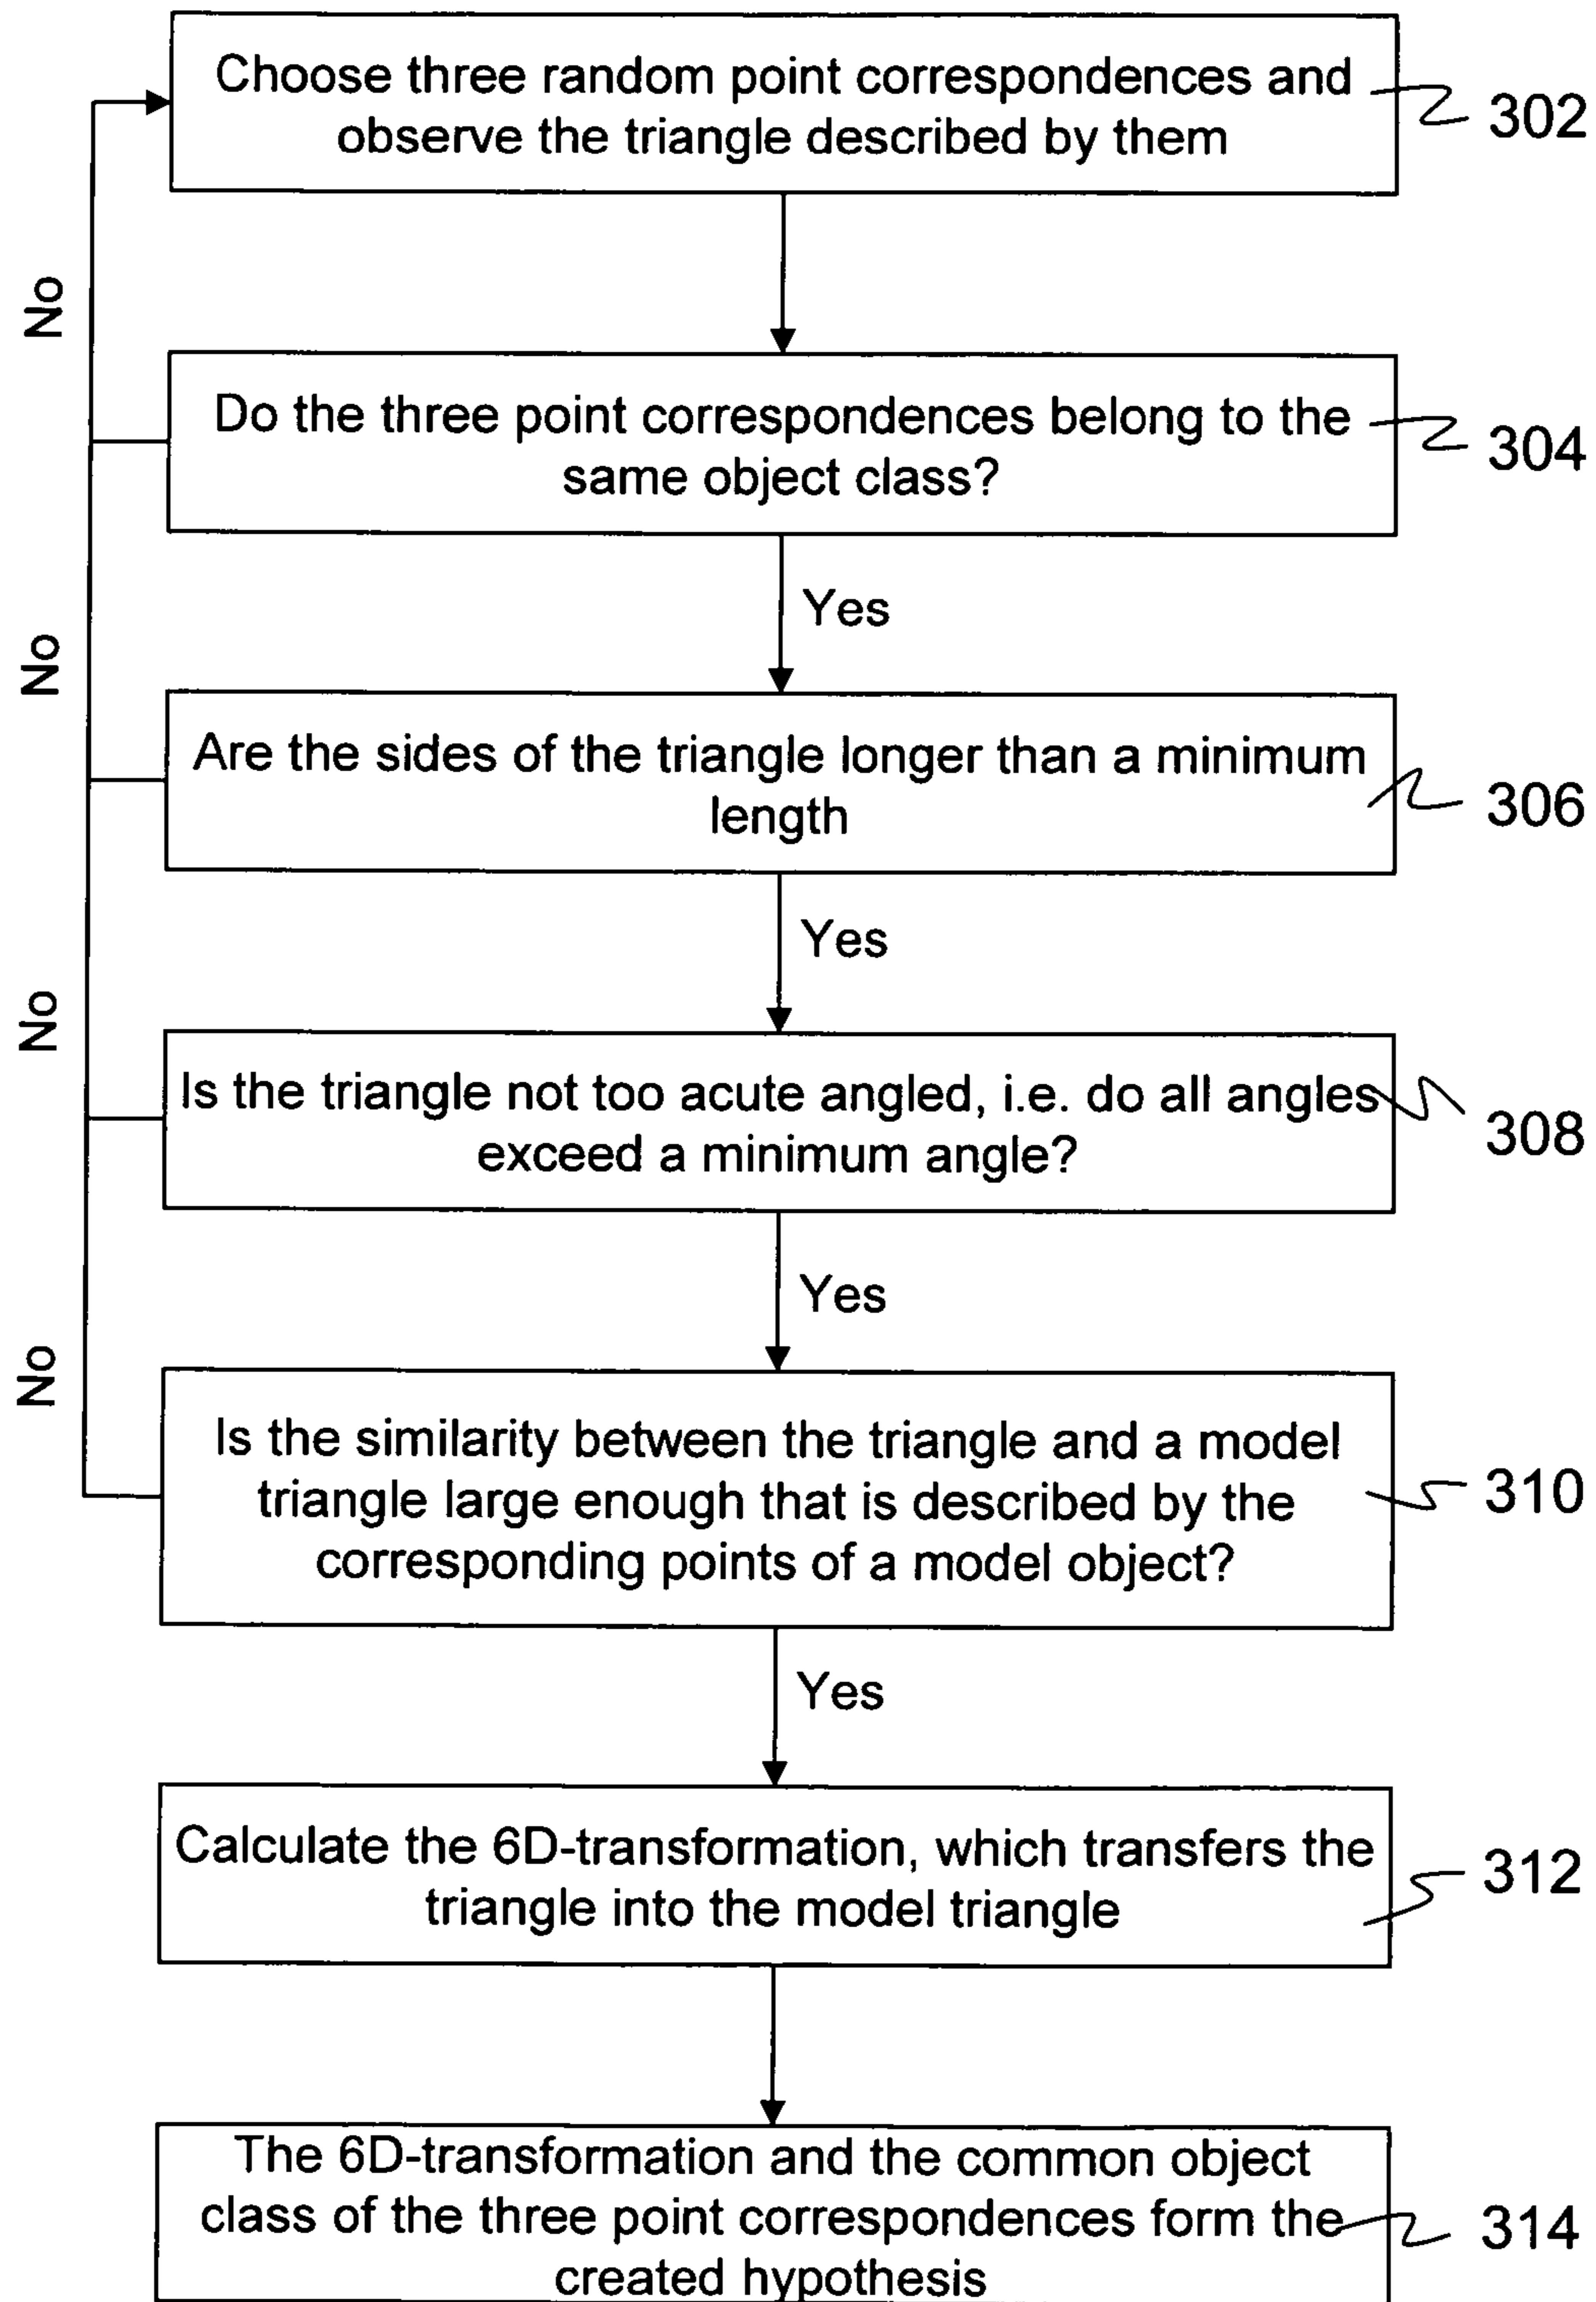 Choose three random point correspondences and
observe the triangle described by them
302
No
Do the three point correspondences belong to the
same object class?
304
Yes
No
Are the sides of the triangle longer than a minimum
length
306
Yes
No
Is the triangle not too acute angled, i.e. do all angles
exceed a minimum angle?
308
Yes
No
Is the similarity between the triangle and a model
triangle large enough that is described by the
corresponding points of a model object?
310
Yes
Calculate the 6D-transformation, which transfers the
triangle into the model triangle
312
The 6D-transformation and the common object
class of the three point correspondences form the
created hypothesis
314